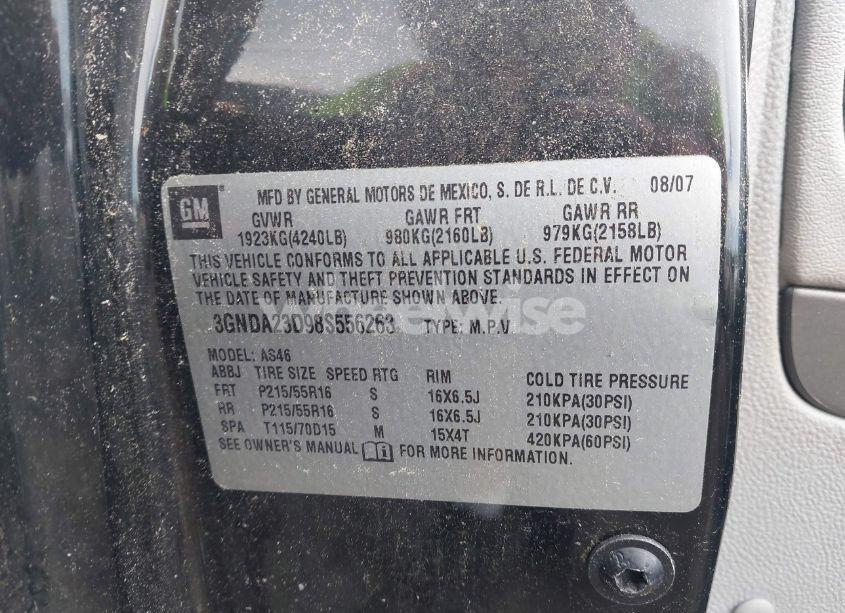 GM MFD BY GENERAL MOTORS DE MEXICO, S. DE R.L. DE C.V. 08/07
GVWR GAWR FRT GAWR RR
1923KG(4240LB) 980KG(2160LB) 979KG(2158LB)
THIS VEHICLE CONFORMS TO ALL APPLICABLE U.S. FEDERAL MOTOR
VEHICLE SAFETY AND THEFT PREVENTION STANDARDS IN EFFECT ON
THE DATE OF MANUFACTURE SHOWN ABOVE.
3GNDA23D98S556263 TYPE: M.P.V.
MODEL: AS46
ABBJ TIRE SIZE SPEED RTG RIM COLD TIRE PRESSURE
FRT P215/55R16 S 16X6.5J 210KPA(30PSI)
RR P215/55R16 S 16X6.5J 210KPA(30PSI)
SPA T115/70D15 M 15X4T 420KPA(60PSI)
SEE OWNER'S MANUAL FOR MORE INFORMATION.